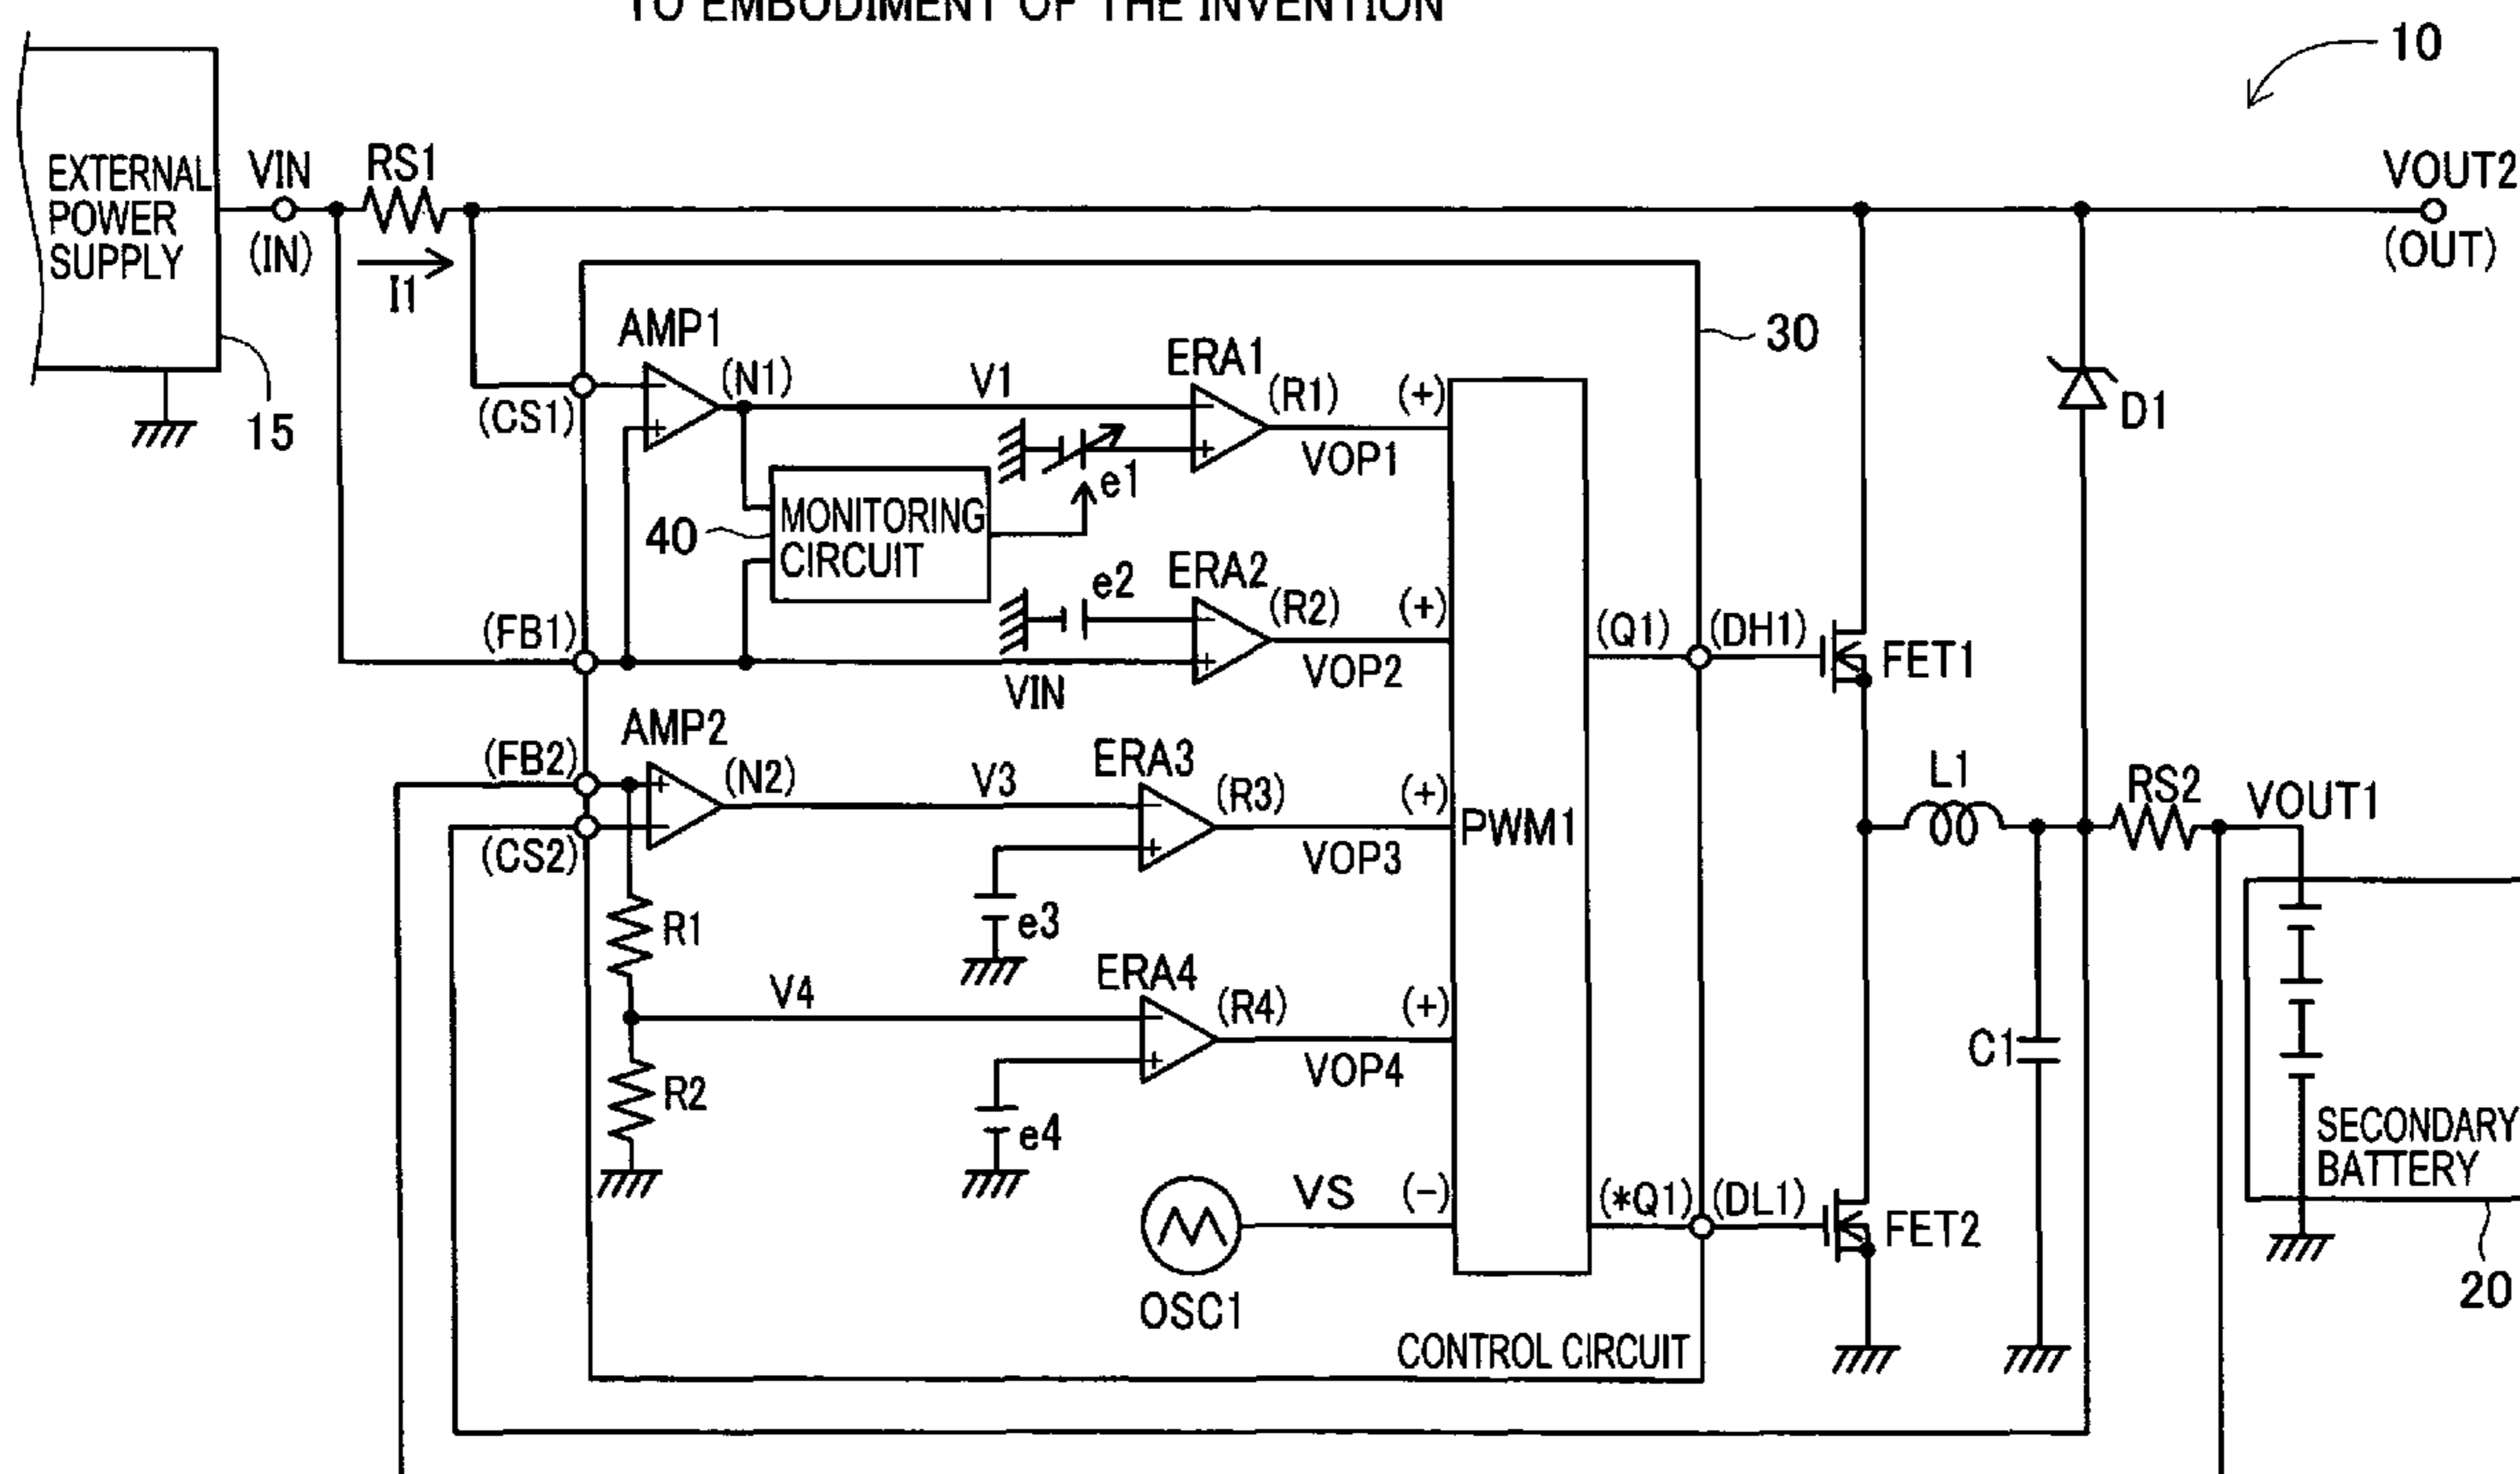 TO EMBODIMENT OF THE INVENTION
10
EXTERNAL
POWER
SUPPLY
VIN
(IN)
RS1
I1
VOUT2
(OUT)
15
30
AMP1
(N1)
V1
ERA1
(R1)
(+)
(CS1)
VOP1
D1
e1
40
MONITORING
CIRCUIT
e2
ERA2
(R2)
(+)
(FB1)
VIN
VOP2
(Q1)
(DH1)
FET1
AMP2
(FB2)
(N2)
V3
ERA3
(R3)
(+)
PWM1
L1
RS2
VOUT1
(CS2)
VOP3
R1
e3
V4
ERA4
(R4)
(+)
C1
R2
VOP4
e4
SECONDARY
BATTERY
VS
(-)
(*Q1)
(DL1)
FET2
20
OSC1
CONTROL CIRCUIT